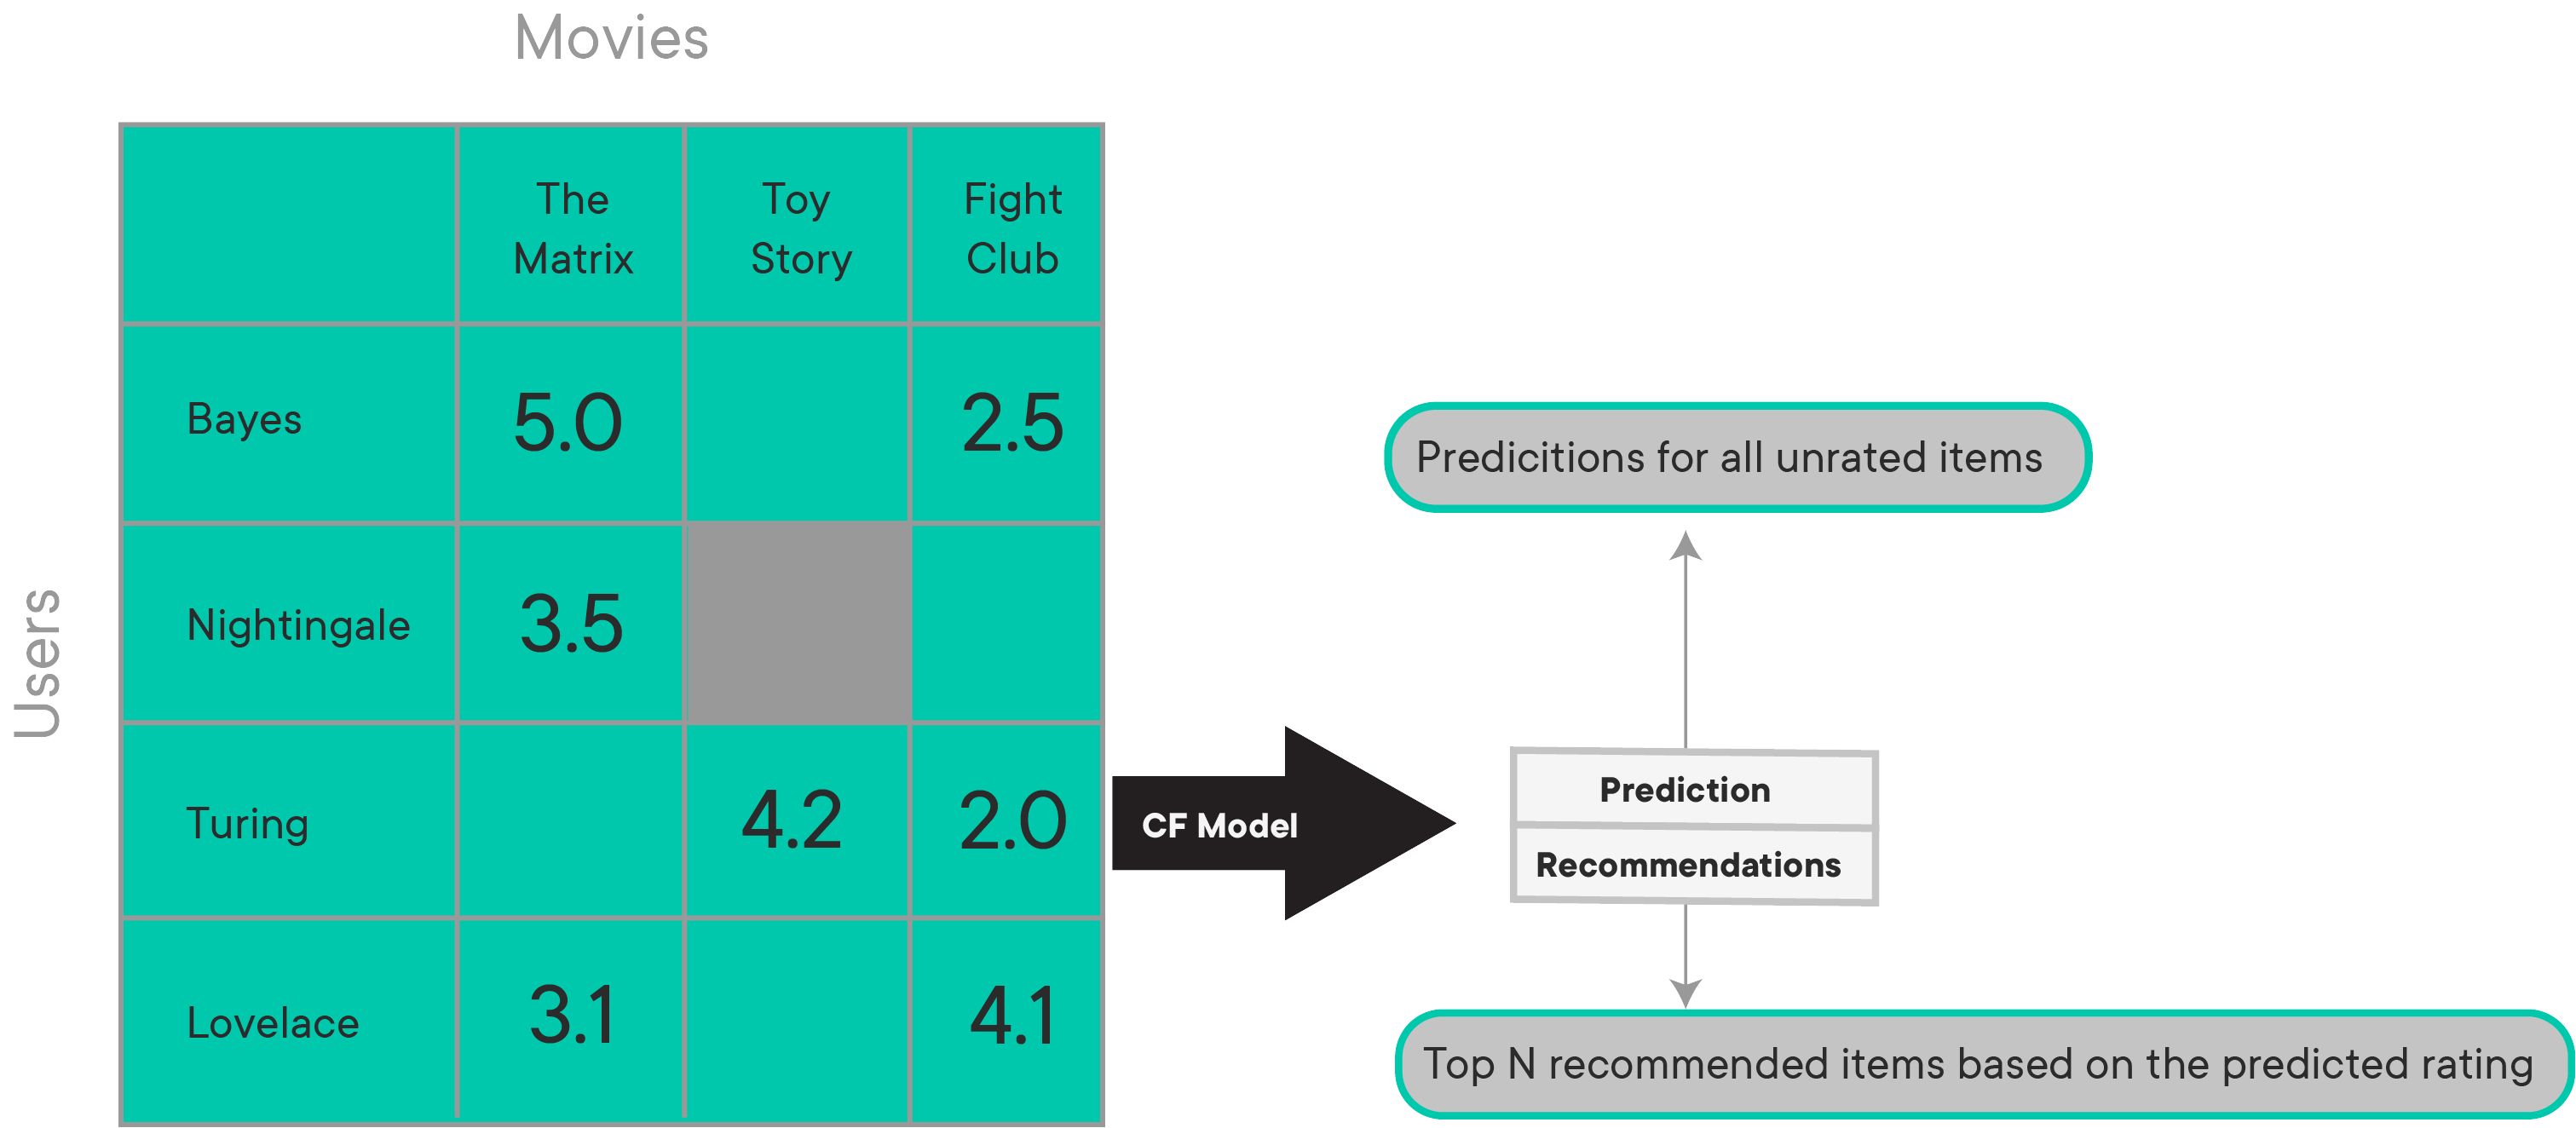 Movies
Users
The
Matrix
Toy
Story
Fight
Club
Bayes 5.0 2.5
Nightingale 3.5
Turing 4.2 2.0
Lovelace 3.1 4.1
CF Model
Predicitions for all unrated items
Prediction
Recommendations
Top N recommended items based on the predicted rating